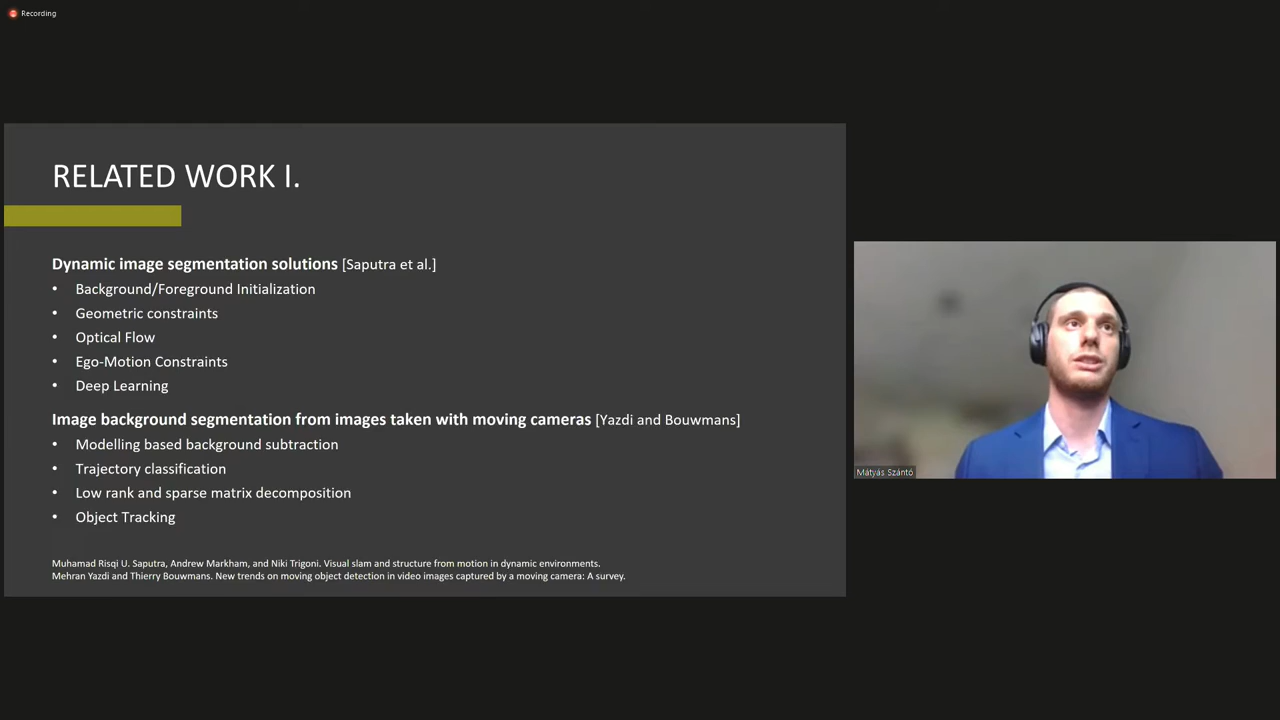 Recording
RELATED WORK I.
Dynamic image segmentation solutions [Saputra et al.]
• Background/Foreground Initialization
• Geometric constraints
• Optical Flow
• Ego-Motion Constraints
• Deep Learning
Image background segmentation from images taken with moving cameras [Yazdi and Bouwmans]
• Modelling based background subtraction
• Trajectory classification
• Low rank and sparse matrix decomposition
• Object Tracking
Muhamad Risqi U. Saputra, Andrew Markham, and Niki Trigoni. Visual slam and structure from motion in dynamic environments.
Mehran Yazdi and Thierry Bouwmans. New trends on moving object detection in video images captured by a moving camera: A survey.
Mátyás Szántó